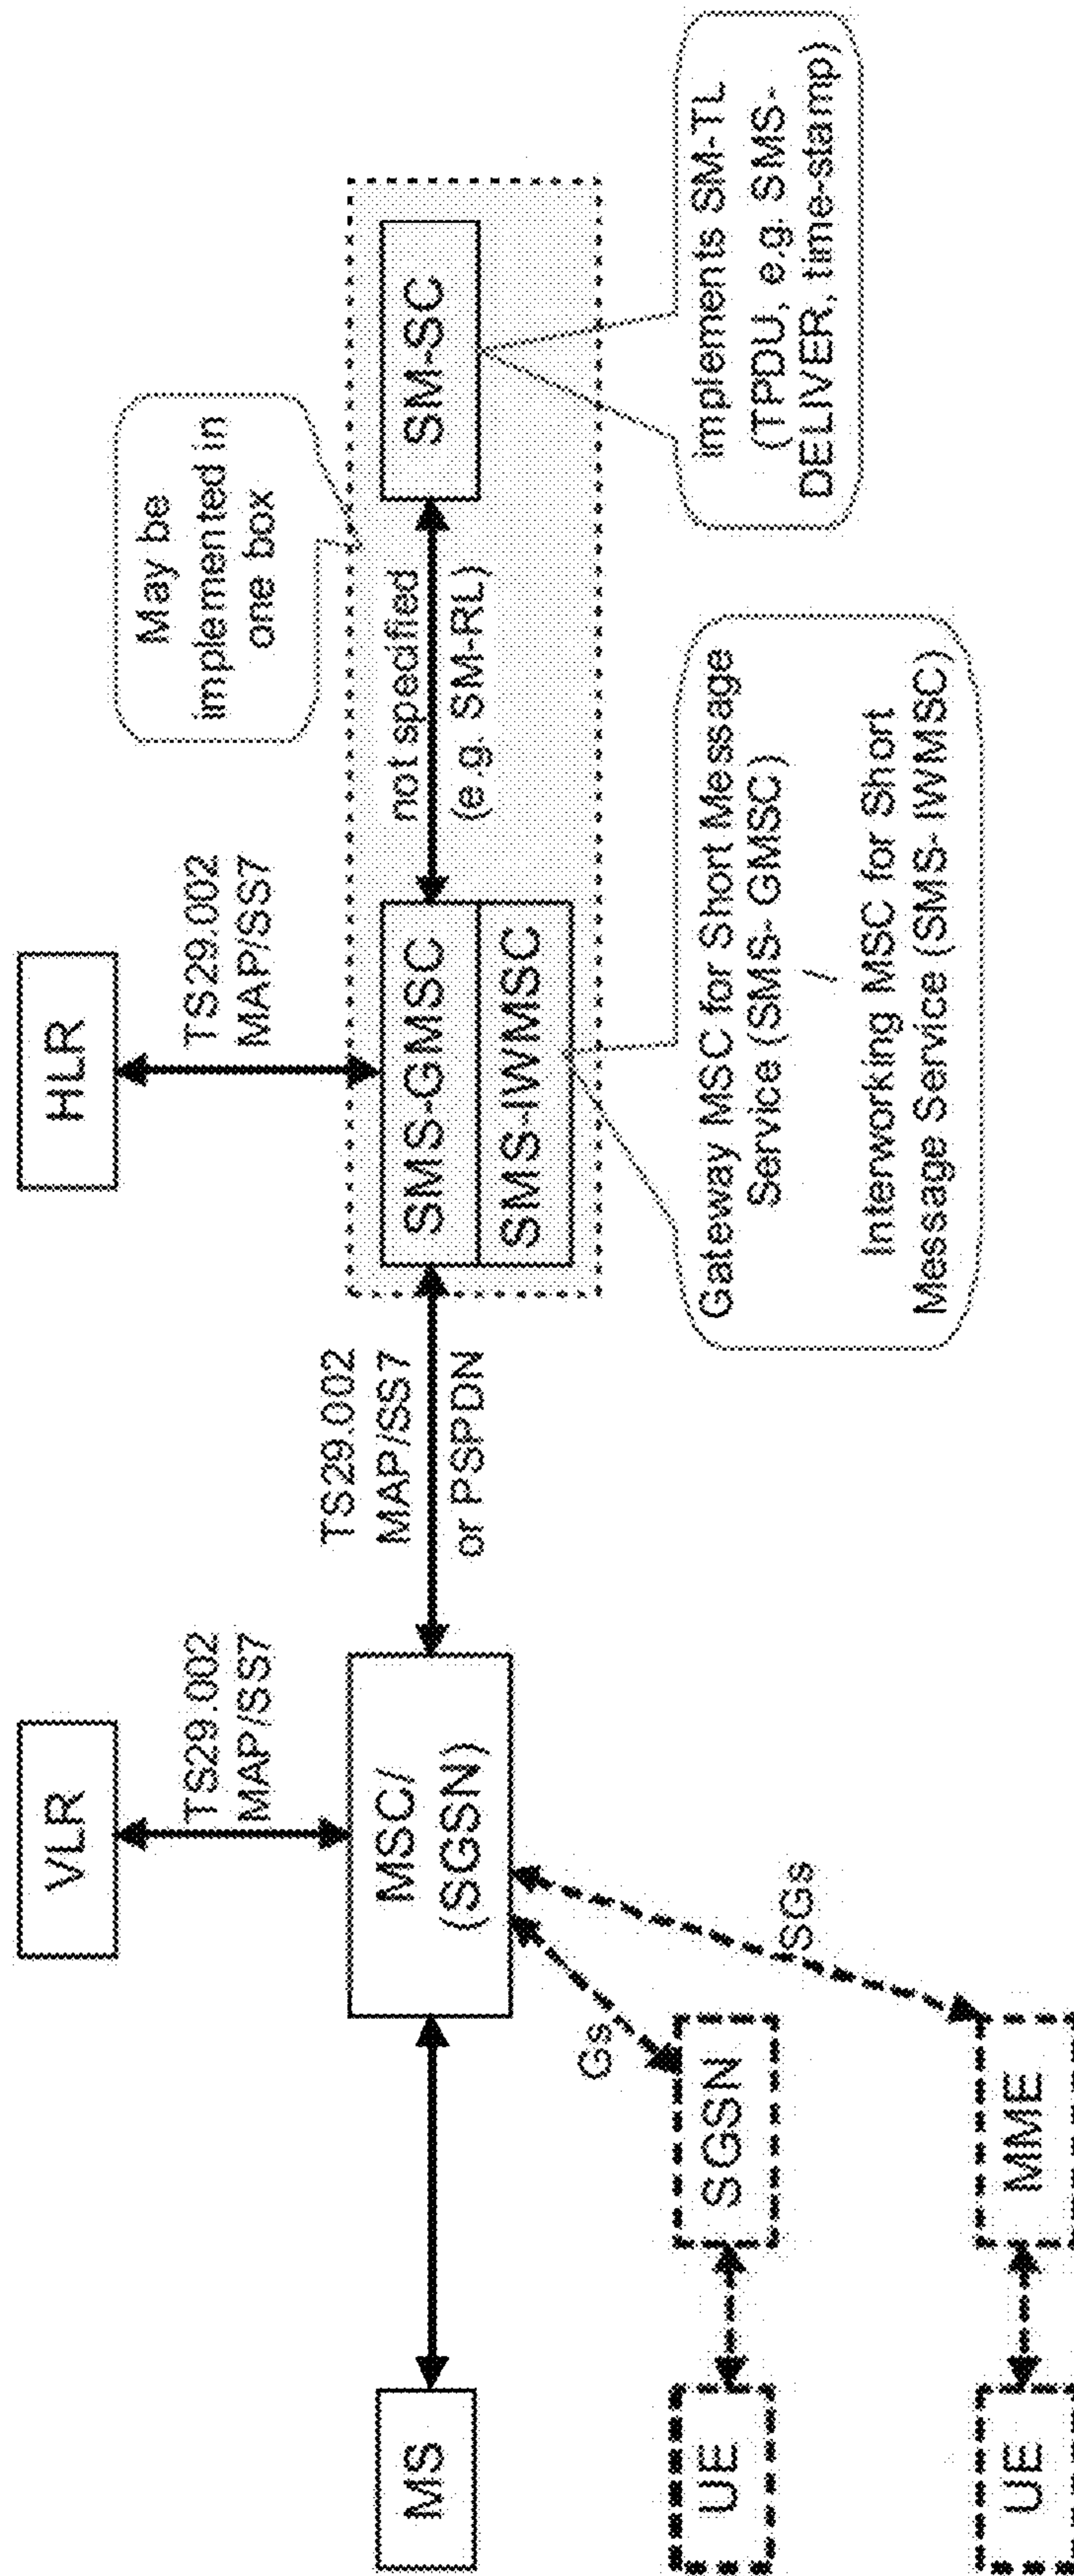 VLR
HLR
TS29.002
MAP/SS7
TS29.002
MAP/SS7
May be
implemented in
one box
MS
MSC/
(SGSN)
TS29.002
MAP/SS7
or PSPDN
SMS-GMSC
SMS-IWMSC
not specified
(e.g. SM-RL)
SM-SC
Gs
SGs
UE
SGSN
UE
MME
Gateway MSC for Short Message
Service (SMS- GMSC)
/
Interworking MSC for Short
Message Service (SMS- IWMSC)
implements SM-TL
(TPDU, e.g. SMS-
DELIVER, time-stamp)